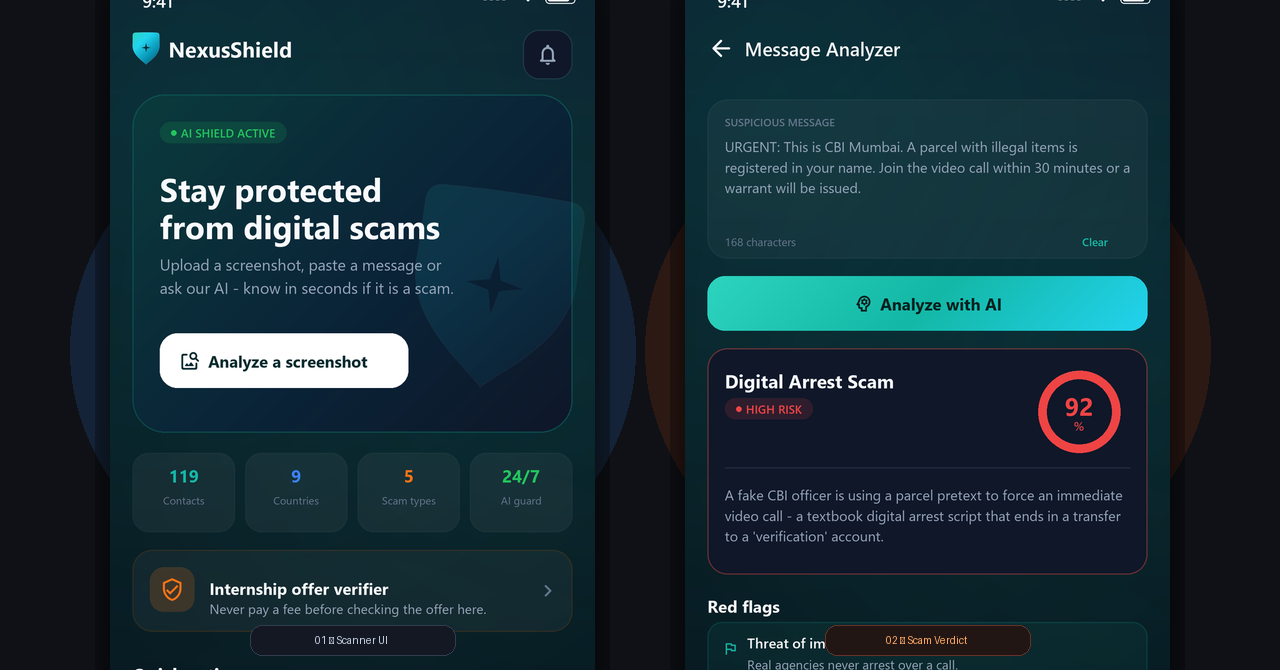 9:41
NexusShield
AI SHIELD ACTIVE
Stay protected
from digital scams
Upload a screenshot, paste a message or
ask our AI - know in seconds if it is a scam.
Analyze a screenshot
119
Contacts
9
Countries
5
Scam types
24/7
AI guard
Internship offer verifier
Never pay a fee before checking the offer here.
01 Scanner UI
9:41
Message Analyzer
SUSPICIOUS MESSAGE
URGENT: This is CBI Mumbai. A parcel with illegal items is
registered in your name. Join the video call within 30 minutes or a
warrant will be issued.
168 characters
Clear
Analyze with AI
Digital Arrest Scam
HIGH RISK
92
%
A fake CBI officer is using a parcel pretext to force an immediate
video call - a textbook digital arrest script that ends in a transfer
to a 'verification' account.
Red flags
Threat of im
Real agencies never arrest over a call.
02 Scam Verdict